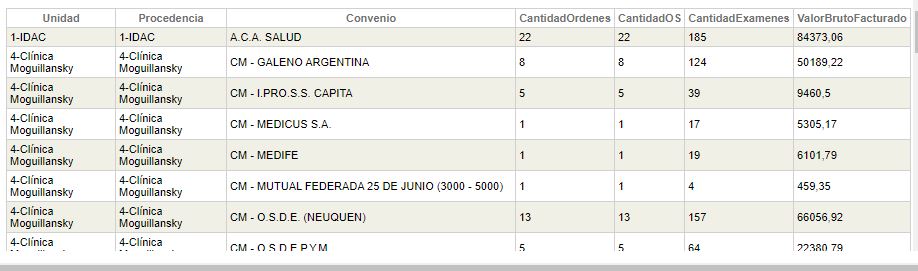 Unidad Procedencia Convenio CantidadOrdenes CantidadOS CantidadExamenes ValorBrutoFacturado
1-IDAC 1-IDAC A.C.A. SALUD 22 22 185 84373,06
4-Clínica Moguillansky 4-Clínica Moguillansky CM - GALENO ARGENTINA 8 8 124 50189,22
4-Clínica Moguillansky 4-Clínica Moguillansky CM - I.PRO.S.S. CAPITA 5 5 39 9460,5
4-Clínica Moguillansky 4-Clínica Moguillansky CM - MEDICUS S.A. 1 1 17 5305,17
4-Clínica Moguillansky 4-Clínica Moguillansky CM - MEDIFE 1 1 19 6101,79
4-Clínica Moguillansky 4-Clínica Moguillansky CM - MUTUAL FEDERADA 25 DE JUNIO (3000 - 5000) 1 1 4 459,35
4-Clínica Moguillansky 4-Clínica Moguillansky CM - O.S.D.E. (NEUQUEN) 13 13 157 66056,92
4-Clínica Moguillansky 4-Clínica Moguillansky CM - O.S.D.E.P.Y.M. 5 5 64 22380,79